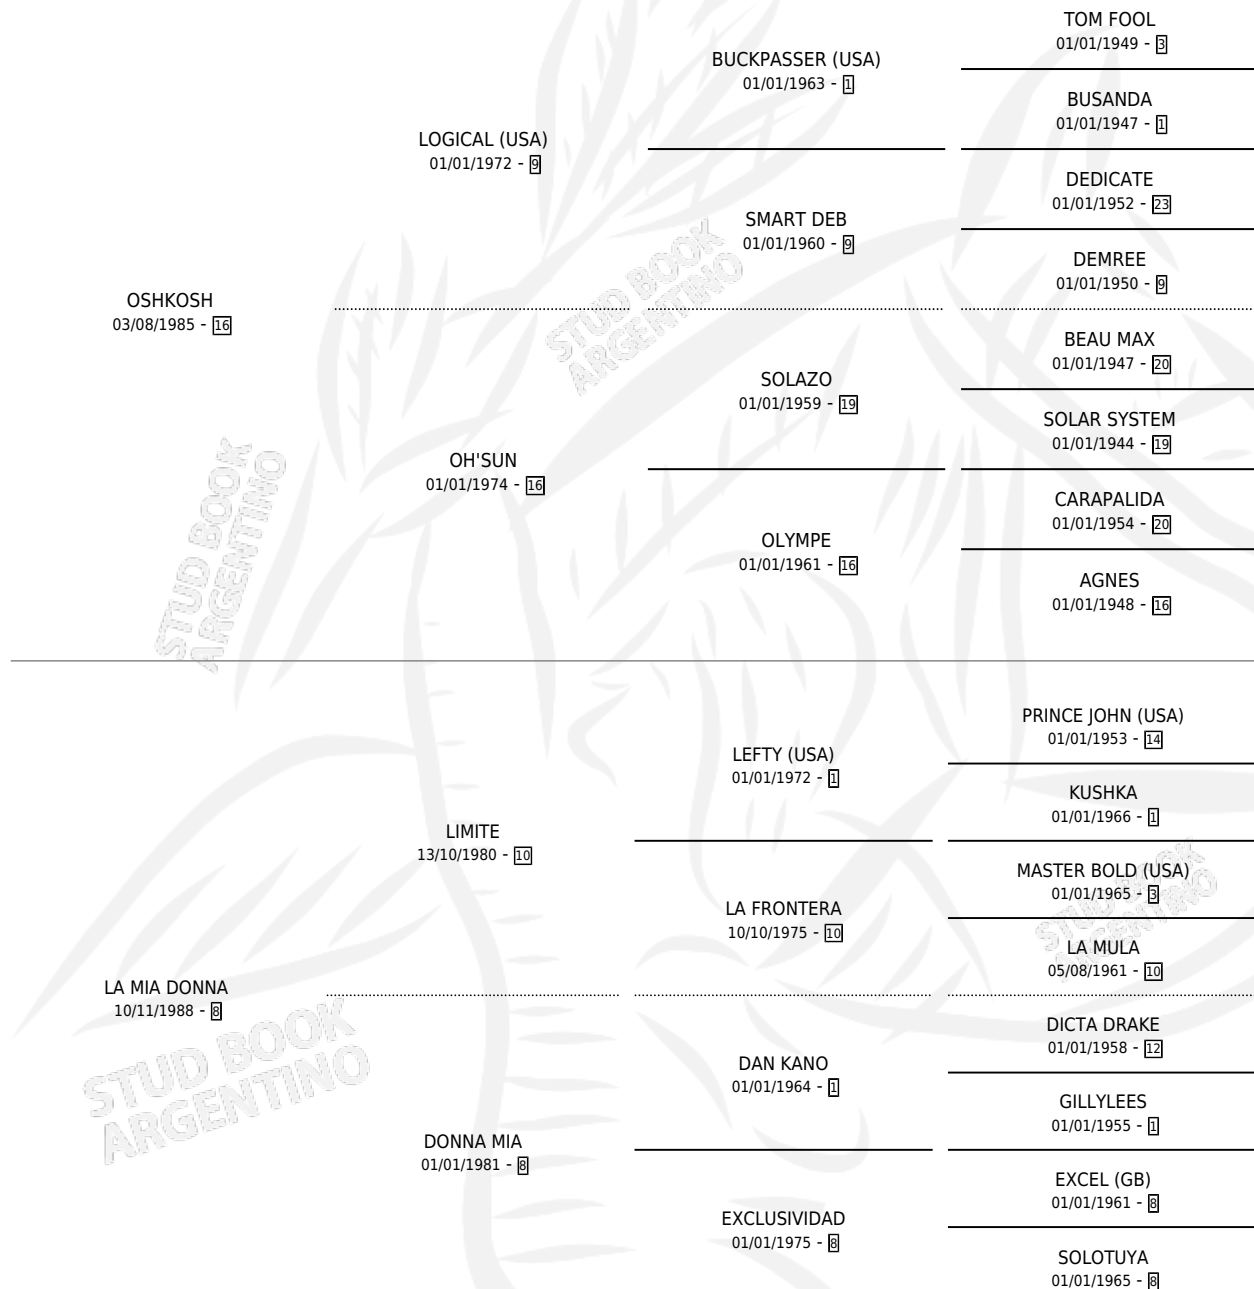 TOM FOOL
01/01/1949 - 3
BUCKPASSER (USA)
01/01/1963 - 1
BUSANDA
01/01/1947 - 1
LOGICAL (USA)
01/01/1972 - 9
DEDICATE
01/01/1952 - 23
SMART DEB
01/01/1960 - 9
DEMREE
01/01/1950 - 9
OSHKOSH
03/08/1985 - 16
BEAU MAX
01/01/1947 - 20
SOLAZO
01/01/1959 - 19
SOLAR SYSTEM
01/01/1944 - 19
OH'SUN
01/01/1974 - 16
CARAPALIDA
01/01/1954 - 20
OLYMPE
01/01/1961 - 16
AGNES
01/01/1948 - 16
PRINCE JOHN (USA)
01/01/1953 - 14
LEFTY (USA)
01/01/1972 - 1
KUSHKA
01/01/1966 - 1
LIMITE
13/10/1980 - 10
MASTER BOLD (USA)
01/01/1965 - 3
LA FRONTERA
10/10/1975 - 10
LA MULA
05/08/1961 - 10
LA MIA DONNA
10/11/1988 - 8
DICTA DRAKE
01/01/1958 - 12
DAN KANO
01/01/1964 - 1
GILLYLEES
01/01/1955 - 1
DONNA MIA
01/01/1981 - 8
EXCEL (GB)
01/01/1961 - 8
EXCLUSIVIDAD
01/01/1975 - 8
SOLOTUYA
01/01/1965 - 8
STUD BOOK
ARGENTINO
STUD BOOK
ARGENTINO
STUD BOOK
ARGENTINO
STUD BOOK
ARGENTINO